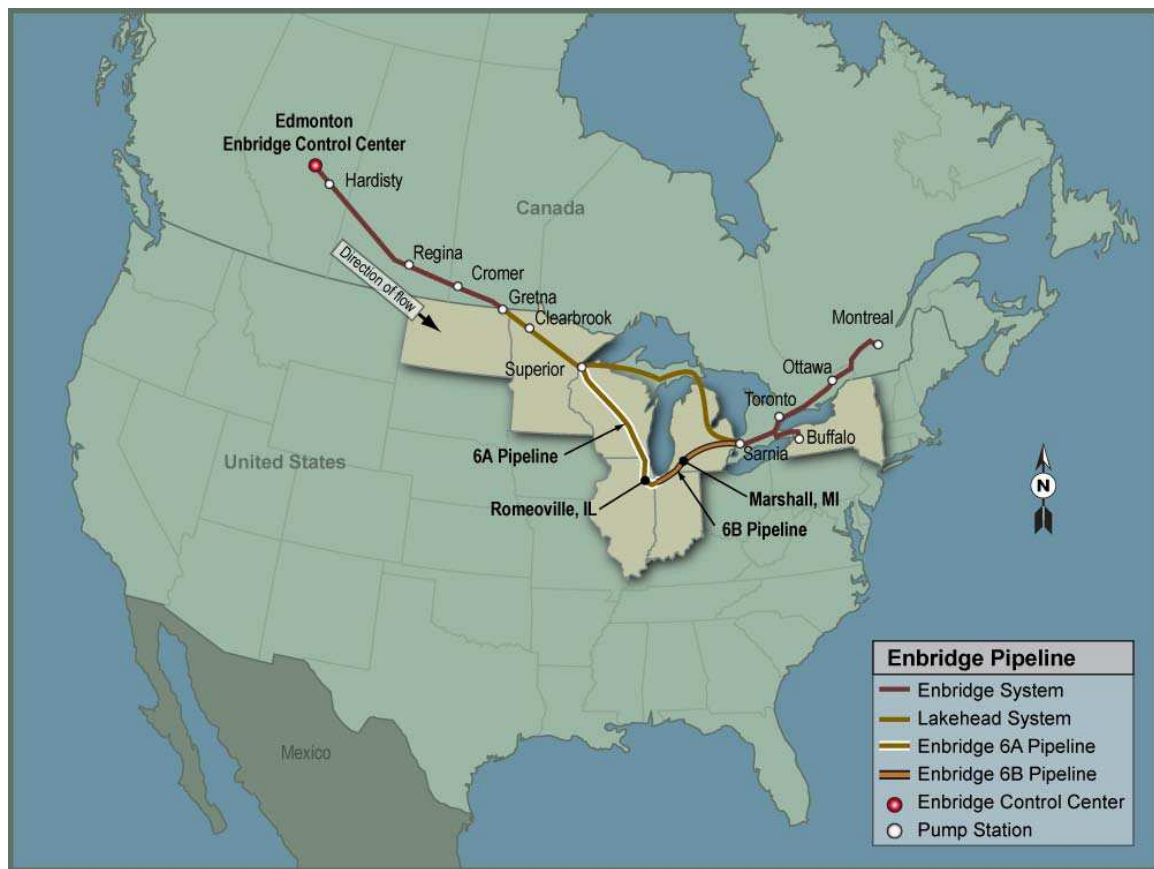 Edmonton
Enbridge Control Center
Hardisty
Canada
Regina
Cromer
Direction of flow
Gretna
Clearbrook
Montreal
Superior
Ottawa
Toronto
Buffalo
Sarnia
6A Pipeline
United States
N
Romeoville, IL
Marshall, MI
6B Pipeline
Mexico
Enbridge Pipeline
Enbridge System
Lakehead System
Enbridge 6A Pipeline
Enbridge 6B Pipeline
Enbridge Control Center
Pump Station